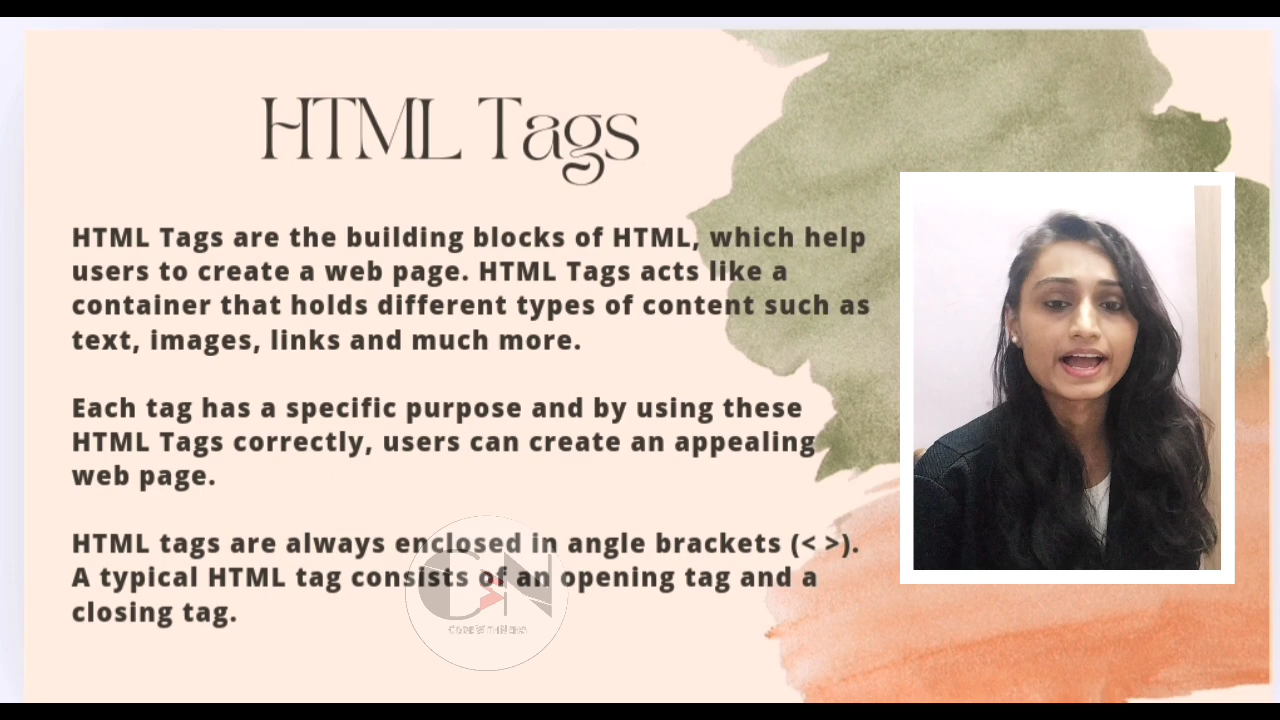 HTML Tags
HTML Tags are the building blocks of HTML, which help
users to create a web page. HTML Tags acts like a
container that holds different types of content such as
text, images, links and much more.
Each tag has a specific purpose and by using these
HTML Tags correctly, users can create an appealing
web page.
HTML tags are always enclosed in angle brackets (< >).
A typical HTML tag consists of an opening tag and a
closing tag.